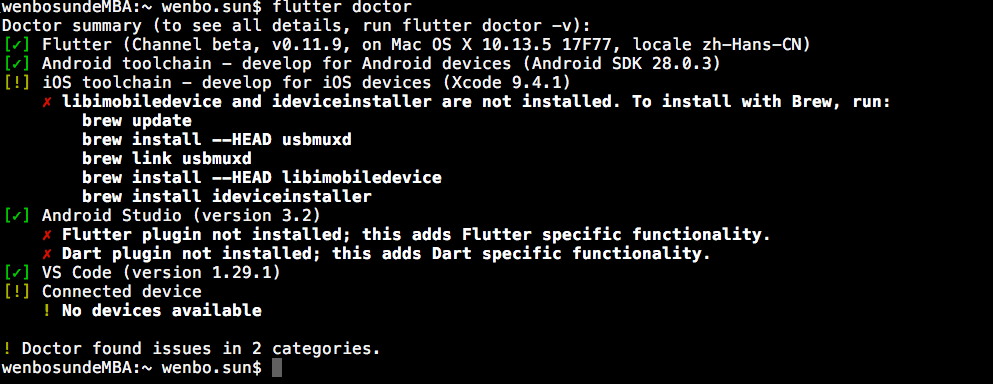 wenbosundeMBA:~ wenbo.sun$ flutter doctor
Doctor summary (to see all details, run flutter doctor -v):
[✓] Flutter (Channel beta, v0.11.9, on Mac OS X 10.13.5 17F77, locale zh-Hans-CN)
[✓] Android toolchain - develop for Android devices (Android SDK 28.0.3)
[!] iOS toolchain - develop for iOS devices (Xcode 9.4.1)
✗ libimobiledevice and ideviceinstaller are not installed. To install with Brew, run:
brew update
brew install --HEAD usbmuxd
brew link usbmuxd
brew install --HEAD libimobiledevice
brew install ideviceinstaller
[✓] Android Studio (version 3.2)
✗ Flutter plugin not installed; this adds Flutter specific functionality.
✗ Dart plugin not installed; this adds Dart specific functionality.
[✓] VS Code (version 1.29.1)
[!] Connected device
! No devices available
! Doctor found issues in 2 categories.
wenbosundeMBA:~ wenbo.sun$